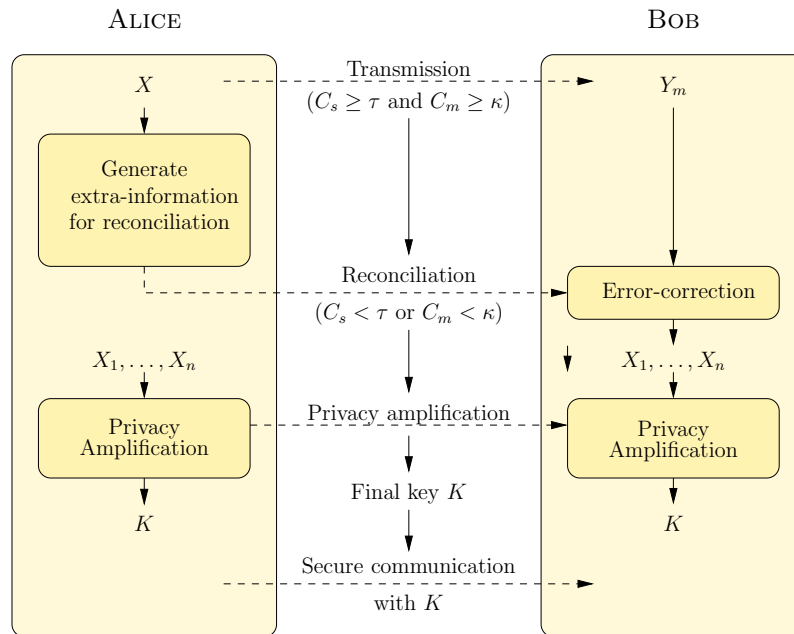 ALICE
BOB
X
Transmission
Y_m
(C_s ≥ τ and C_m ≥ κ)
Generate
extra-information
for reconciliation
Reconciliation
Error-correction
(C_s < τ or C_m < κ)
X_1, . . . , X_n
X_1, . . . , X_n
Privacy
Amplification
Privacy amplification
Privacy
Amplification
Final key K
K
K
Secure communication
with K